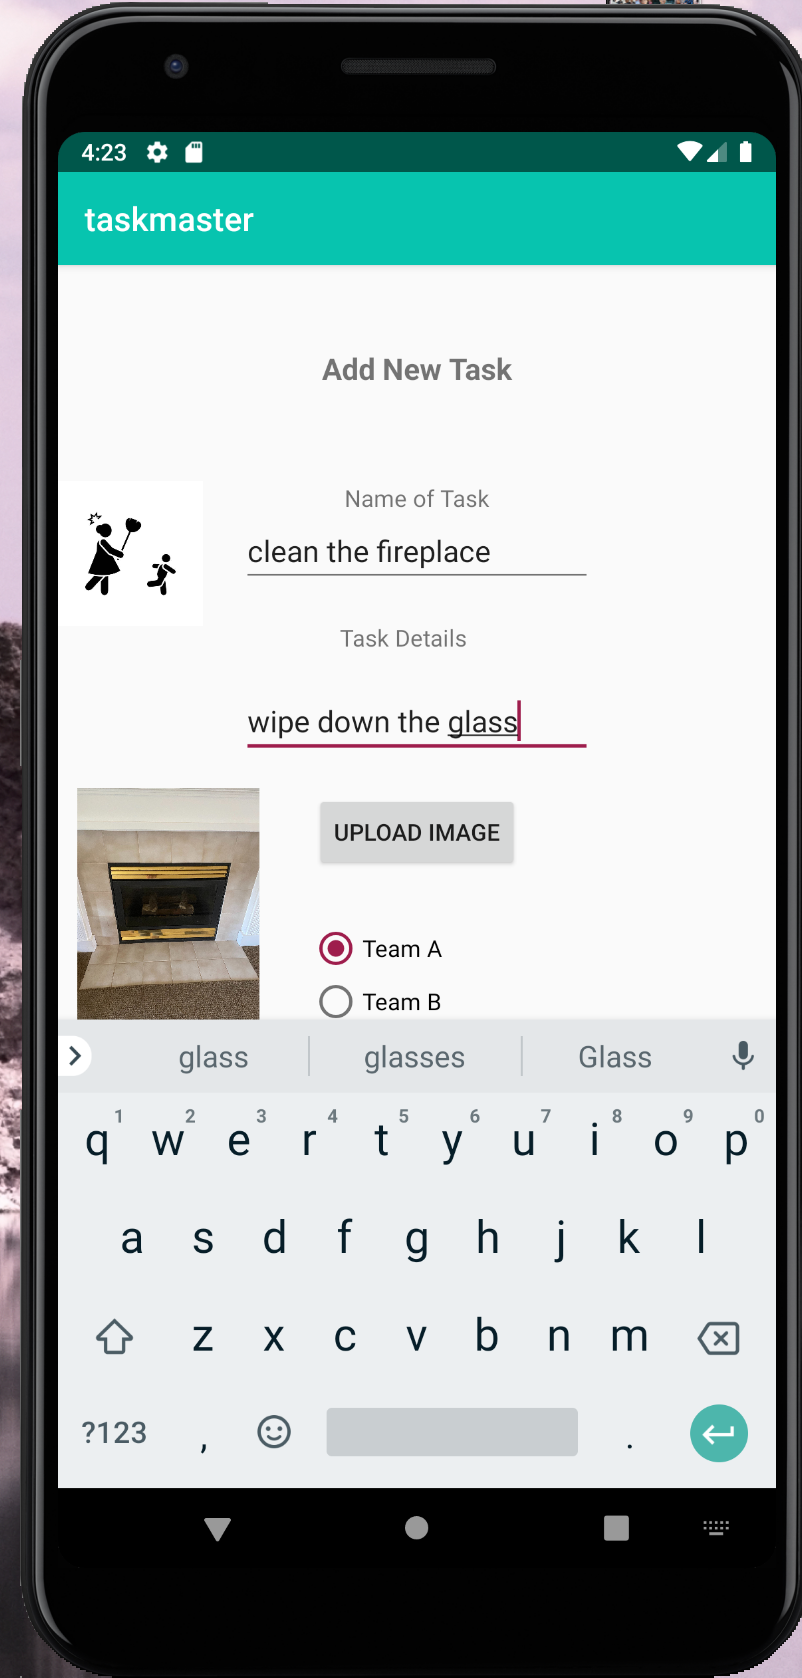 4:23
taskmaster
Add New Task
Name of Task
clean the fireplace
Task Details
wipe down the glass
UPLOAD IMAGE
Team A
Team B
glass glasses Glass
1 2 3 4 5 6 7 8 9 0
q w e r t y u i o p
a s d f g h j k l
z x c v b n m
?123 , .